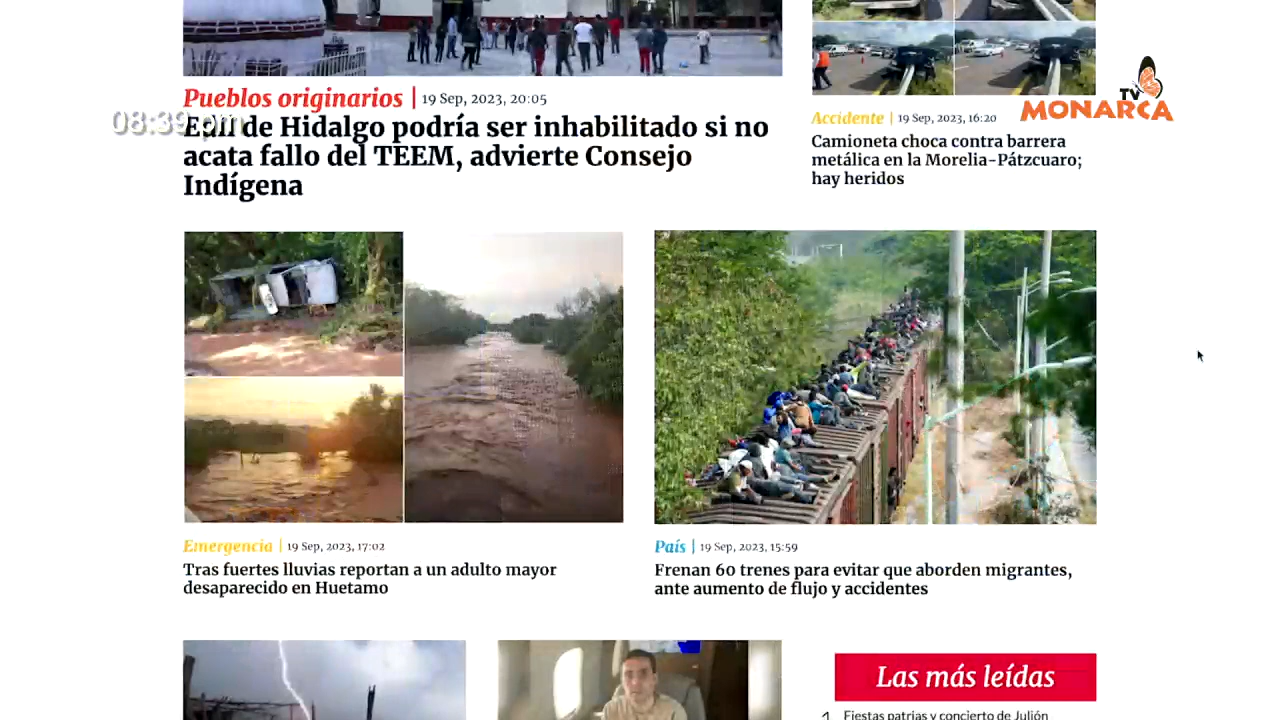 Pueblos originarios | 19 Sep, 2023, 20:05
08:39 pm
de Hidalgo podría ser inhabilitado si no
acata fallo del TEEM, advierte Consejo
Indígena
TV
MONARCA
Accidente | 19 Sep, 2023, 16:20
Camioneta choca contra barrera
metálica en la Morelia-Pátzcuaro;
hay heridos
Emergencia | 19 Sep, 2023, 17:02
Tras fuertes lluvias reportan a un adulto mayor
desaparecido en Huetamo
País | 19 Sep, 2023, 15:59
Frenan 60 trenes para evitar que aborden migrantes,
ante aumento de flujo y accidentes
Las más leídas
1 Fiestas patrias y concierto de Julión